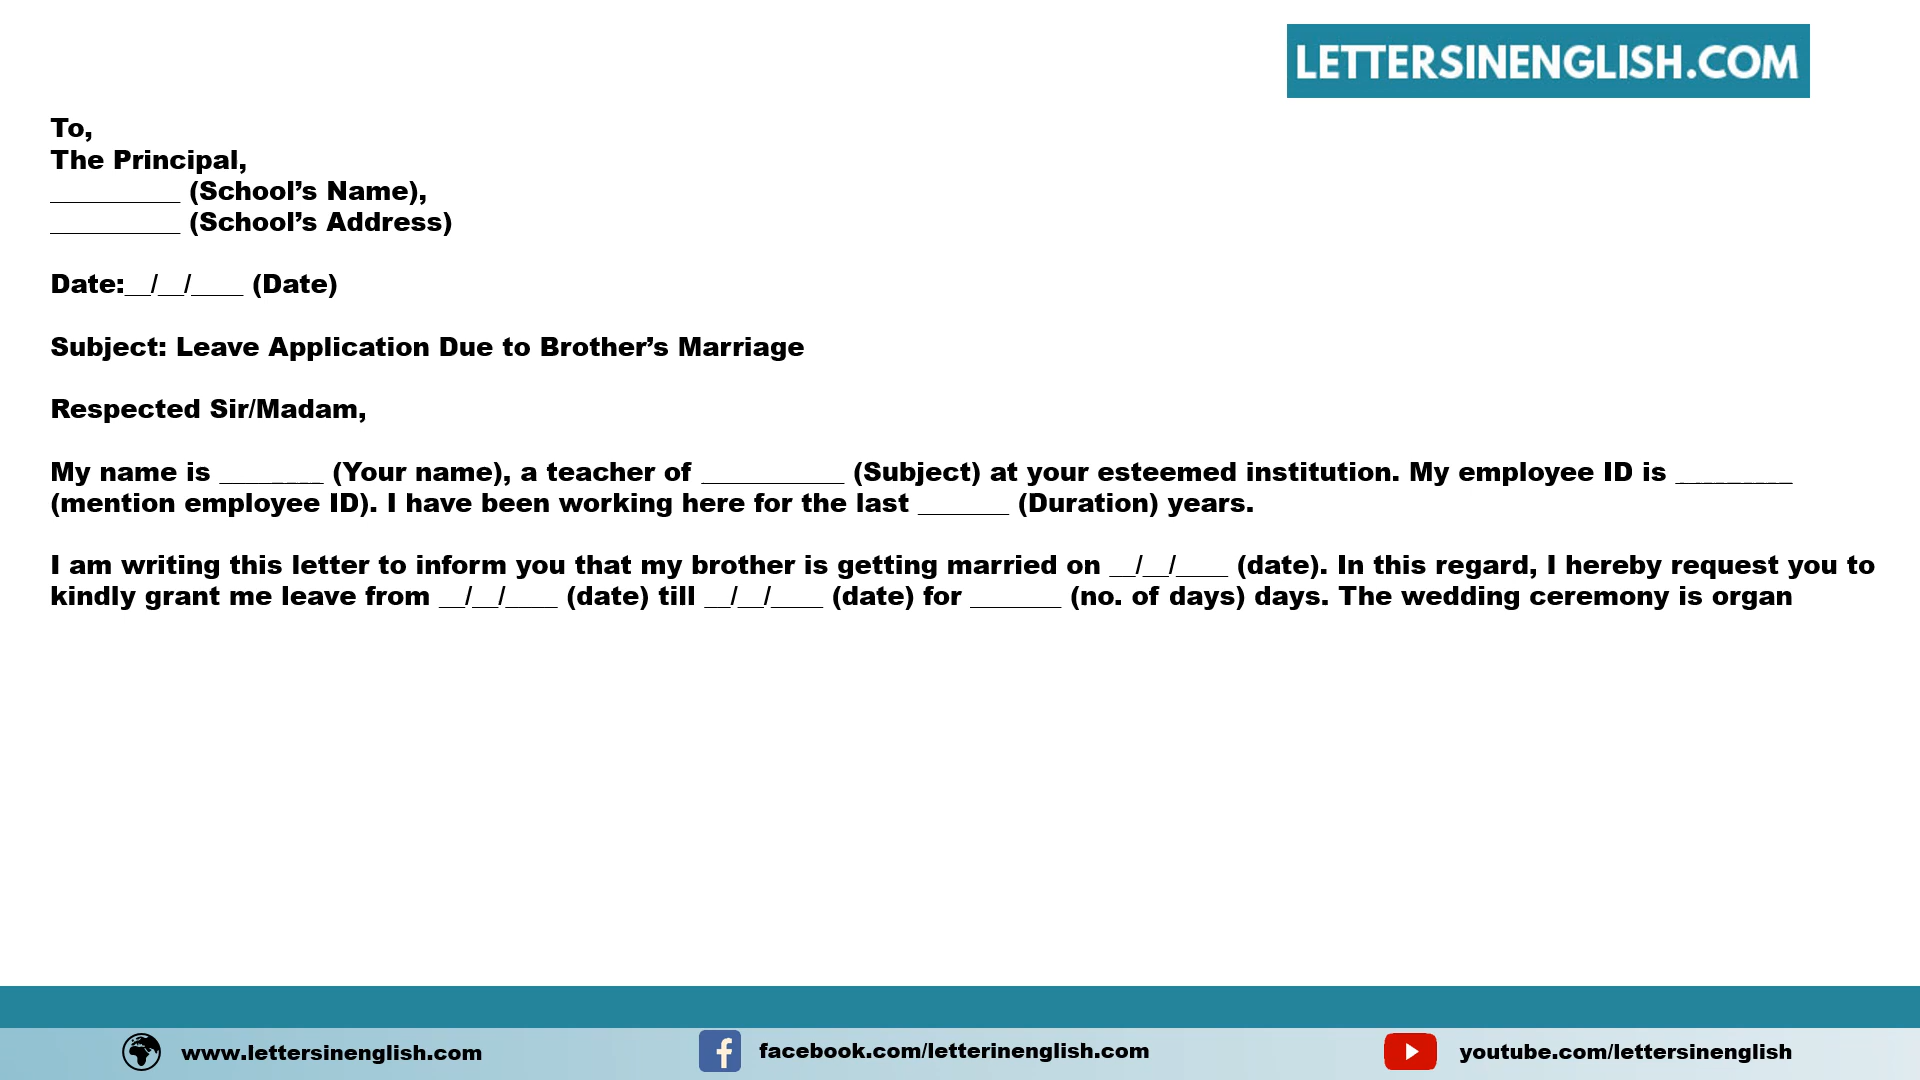 LETTERSINENGLISH.COM
To,
The Principal,
__________ (School’s Name),
__________ (School’s Address)
Date:__/__/____ (Date)
Subject: Leave Application Due to Brother’s Marriage
Respected Sir/Madam,
My name is ________ (Your name), a teacher of ___________ (Subject) at your esteemed institution. My employee ID is _________
(mention employee ID). I have been working here for the last _______ (Duration) years.
I am writing this letter to inform you that my brother is getting married on __/__/____ (date). In this regard, I hereby request you to
kindly grant me leave from __/__/____ (date) till __/__/____ (date) for _______ (no. of days) days. The wedding ceremony is organ
www.lettersinenglish.com
facebook.com/letterinenglish.com
youtube.com/lettersinenglish